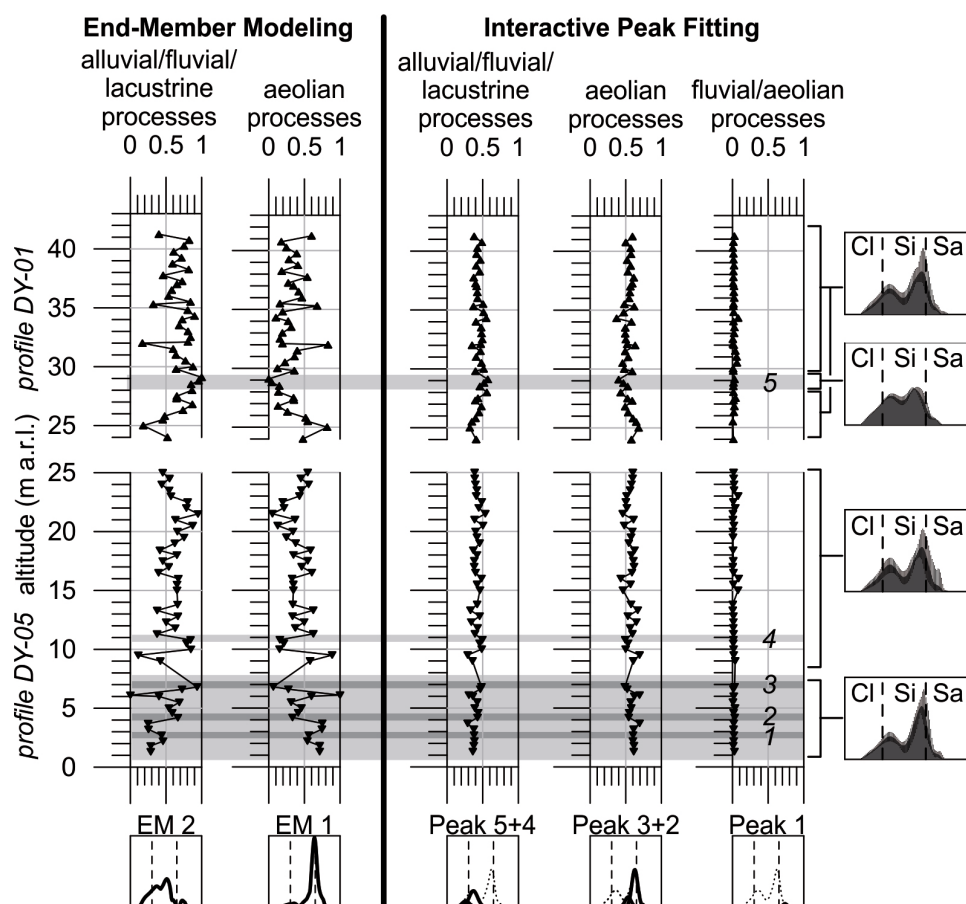 End-Member Modeling
Interactive Peak Fitting
alluvial/fluvial/
lacustrine
processes
aeolian
processes
alluvial/fluvial/
lacustrine
processes
aeolian
processes
fluvial/aeolian
processes
0 0.5 1
0 0.5 1
0 0.5 1
0 0.5 1
0 0.5 1
profile DY-01
altitude (m a.r.l.)
profile DY-05
40
35
30
25
25
20
15
10
5
0
5
4
3
2
1
Cl Si Sa
Cl Si Sa
Cl Si Sa
Cl Si Sa
EM 2
EM 1
Peak 5+4
Peak 3+2
Peak 1